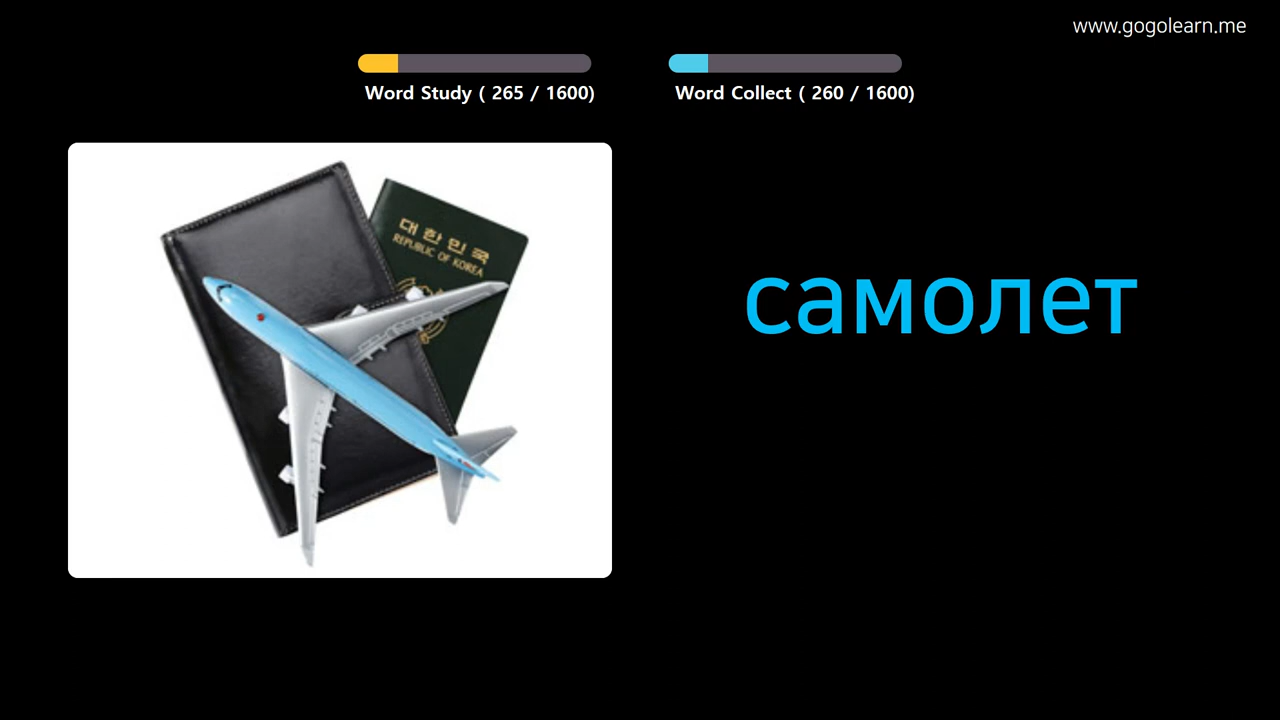 www.gogolearn.me
Word Study ( 265 / 1600)
Word Collect ( 260 / 1600)
대한민국
REPUBLIC OF KOREA
самолет